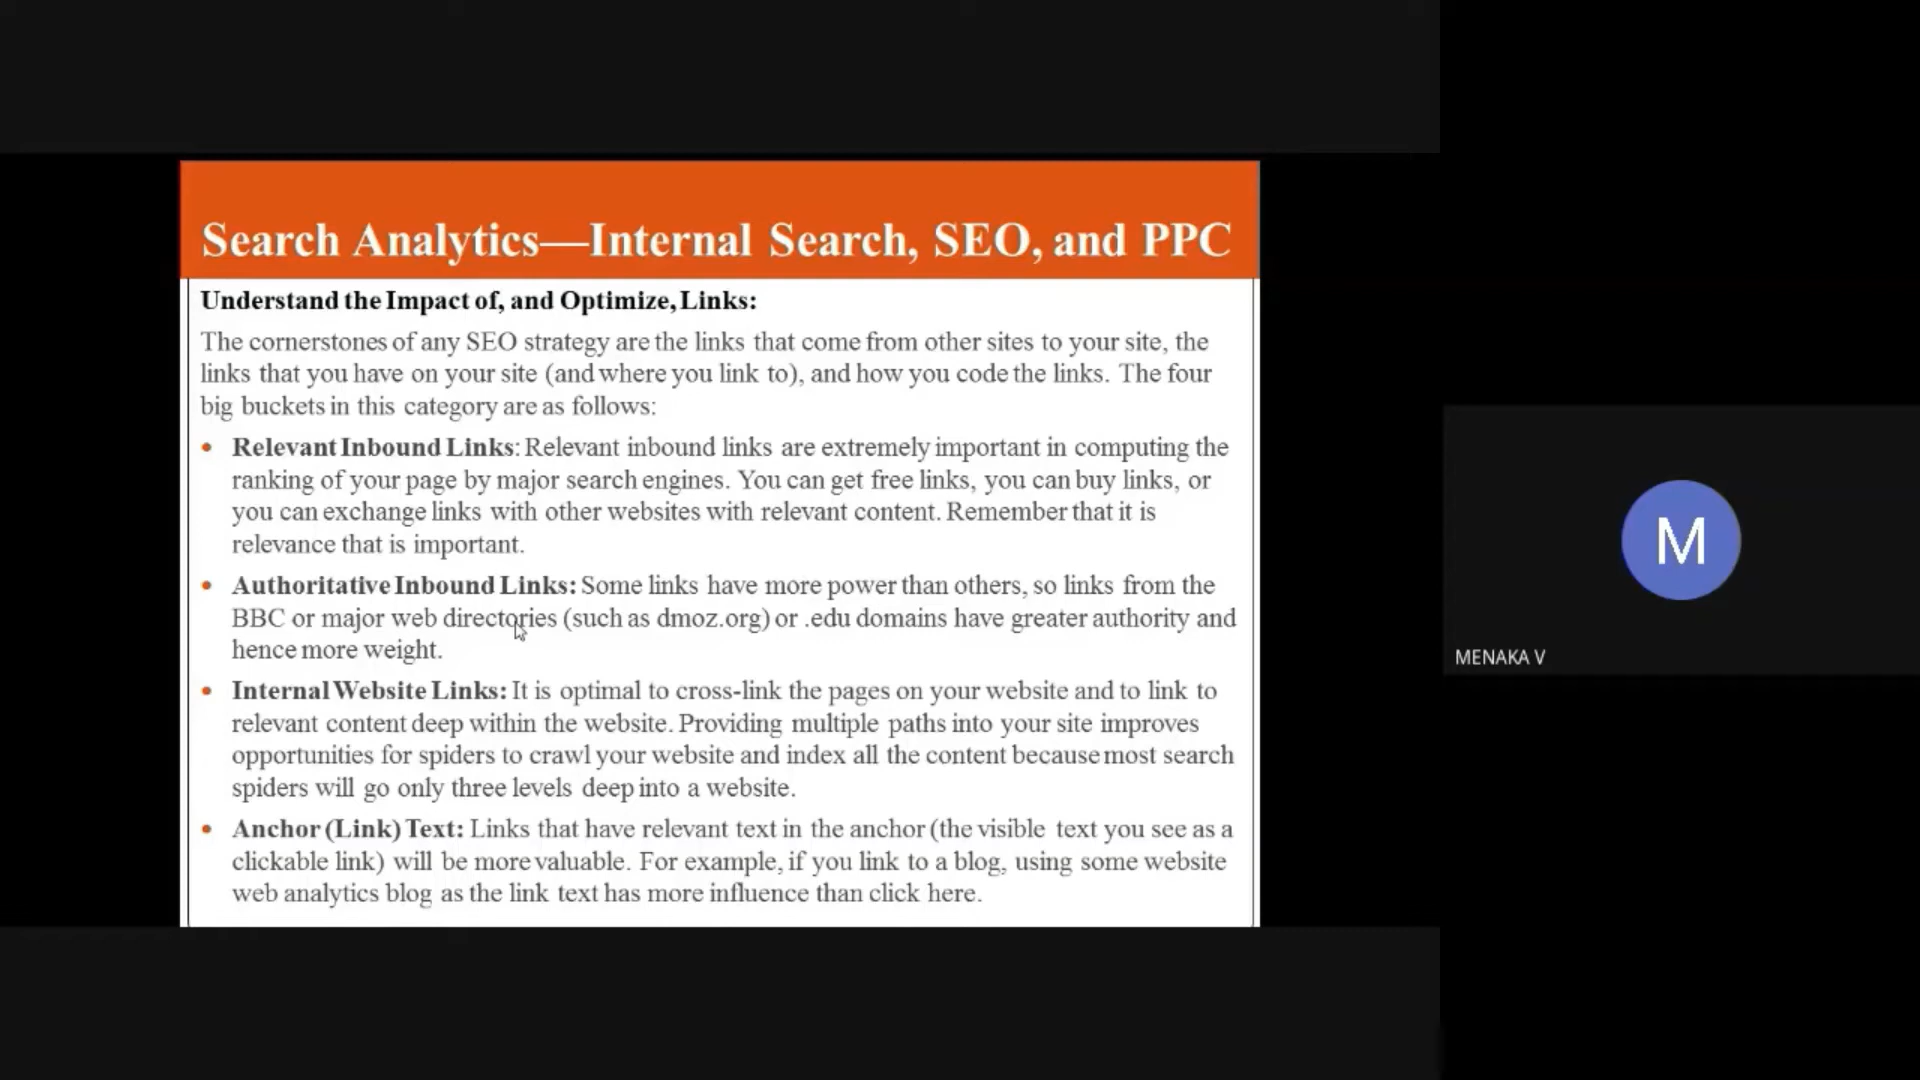 Search Analytics—Internal Search, SEO, and PPC
Understand the Impact of, and Optimize, Links:
The cornerstones of any SEO strategy are the links that come from other sites to your site, the
links that you have on your site (and where you link to), and how you code the links. The four
big buckets in this category are as follows:
• Relevant Inbound Links: Relevant inbound links are extremely important in computing the
ranking of your page by major search engines. You can get free links, you can buy links, or
you can exchange links with other websites with relevant content. Remember that it is
relevance that is important.
• Authoritative Inbound Links: Some links have more power than others, so links from the
BBC or major web directories (such as dmoz.org) or .edu domains have greater authority and
hence more weight.
• Internal Website Links: It is optimal to cross-link the pages on your website and to link to
relevant content deep within the website. Providing multiple paths into your site improves
opportunities for spiders to crawl your website and index all the content because most search
spiders will go only three levels deep into a website.
• Anchor (Link) Text: Links that have relevant text in the anchor (the visible text you see as a
clickable link) will be more valuable. For example, if you link to a blog, using some website
web analytics blog as the link text has more influence than click here.
M
MENAKA V